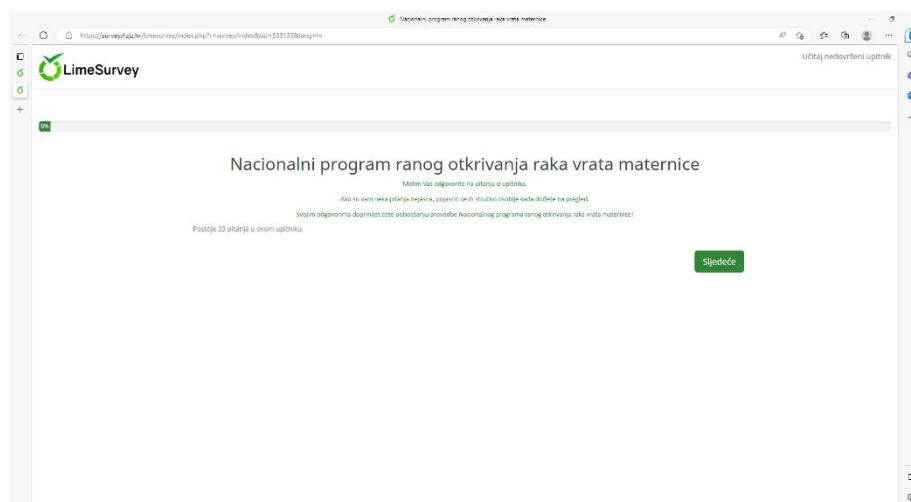 Nacionalni program ranog otkrivanja raka vrata maternice
Učitaj nedovršeni upitnik
LimeSurvey
0%
Nacionalni program ranog otkrivanja raka vrata maternice
Molim Vas odgovorite na pitanja iz upitnika.
Ako su vam neka pitanja nejasna, pojasnit će ih stručno osoblje kada dođete na pregled.
Svojim odgovorima doprinijet ćete poboljšanju provedbe Nacionalnog programa ranog otkrivanja raka vrata maternice!
Postoje 33 pitanja u ovom upitniku.
Sljedeće